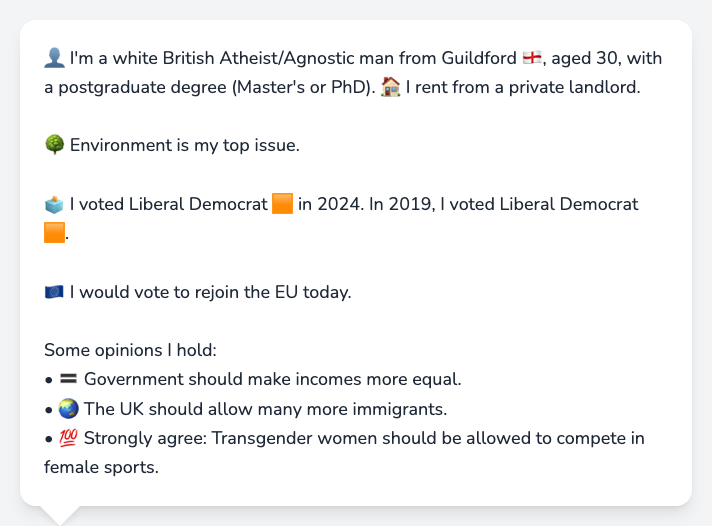 👤 I'm a white British Atheist/Agnostic man from Guildford 🏴󠁧󠁢󠁥󠁮󠁧󠁿, aged 30, with
a postgraduate degree (Master's or PhD). 🏠 I rent from a private landlord.
🌳 Environment is my top issue.
🗳️ I voted Liberal Democrat 🟧 in 2024. In 2019, I voted Liberal Democrat
🟧.
🇪🇺 I would vote to rejoin the EU today.
Some opinions I hold:
• 🟰 Government should make incomes more equal.
• 🌏 The UK should allow many more immigrants.
• 💯 Strongly agree: Transgender women should be allowed to compete in
female sports.